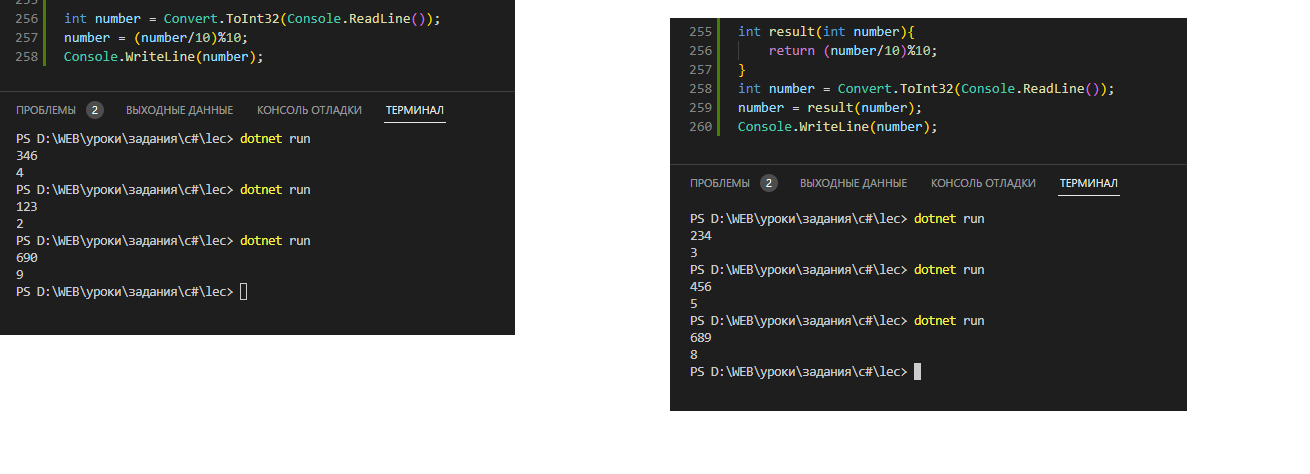 255
256 int number = Convert.ToInt32(Console.ReadLine());
257 number = (number/10)%10;
258 Console.WriteLine(number);
ПРОБЛЕМЫ 2 ВЫХОДНЫЕ ДАННЫЕ КОНСОЛЬ ОТЛАДКИ ТЕРМИНАЛ
PS D:\WEB\уроки\задания\c#\lec> dotnet run
346
4
PS D:\WEB\уроки\задания\c#\lec> dotnet run
123
2
PS D:\WEB\уроки\задания\c#\lec> dotnet run
690
9
PS D:\WEB\уроки\задания\c#\lec>
255 int result(int number){
256 return (number/10)%10;
257 }
258 int number = Convert.ToInt32(Console.ReadLine());
259 number = result(number);
260 Console.WriteLine(number);
ПРОБЛЕМЫ 2 ВЫХОДНЫЕ ДАННЫЕ КОНСОЛЬ ОТЛАДКИ ТЕРМИНАЛ
PS D:\WEB\уроки\задания\c#\lec> dotnet run
234
3
PS D:\WEB\уроки\задания\c#\lec> dotnet run
456
5
PS D:\WEB\уроки\задания\c#\lec> dotnet run
689
8
PS D:\WEB\уроки\задания\c#\lec>